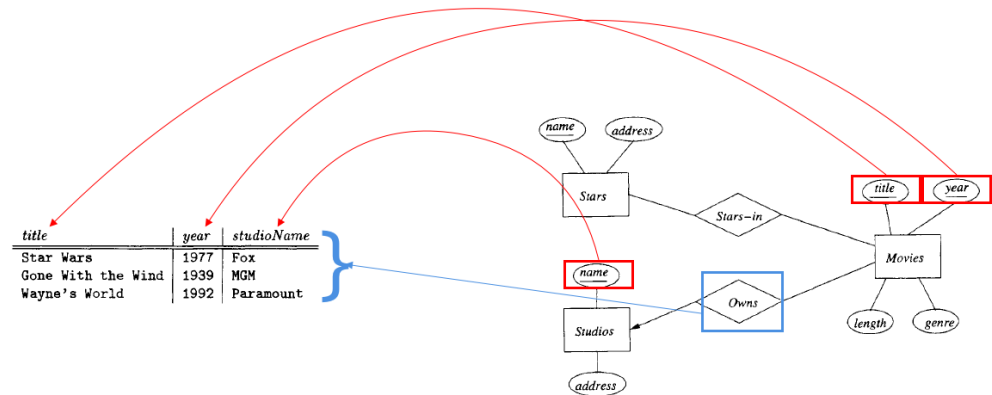 title year studioName
Star Wars 1977 Fox
Gone With the Wind 1939 MGM
Wayne's World 1992 Paramount
name address
Stars
Stars-in
title year
Movies
length genre
name
Owns
Studios
address